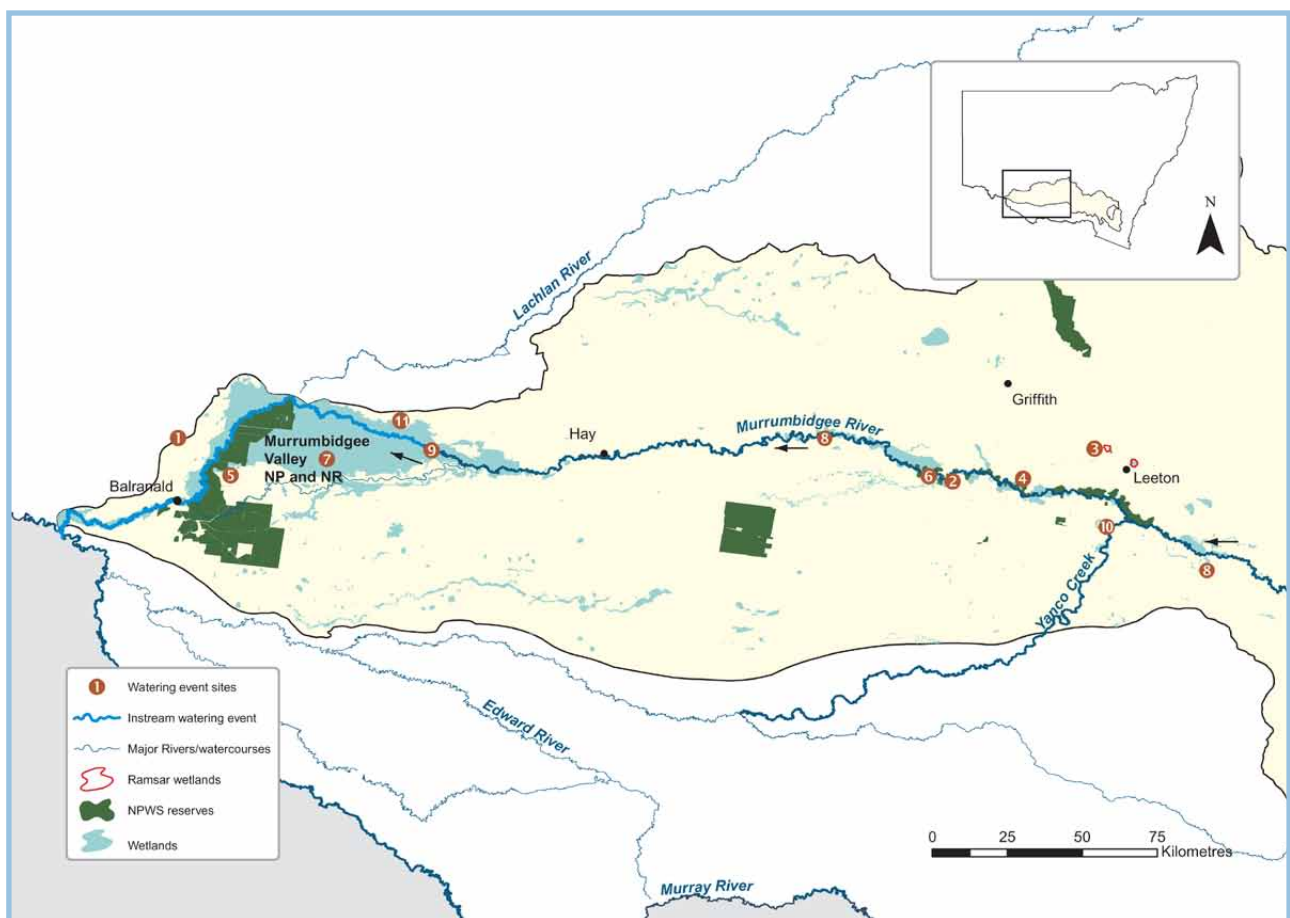 N
Lachlan River
Griffith
Murrumbidgee River
Hay
8
11
1
9
3
Leeton
Murrumbidgee
Valley
NP and NR
7
5
6
2
4
Balranald
10
8
Yanco Creek
1 Watering event sites
Instream watering event
Major Rivers/watercourses
Ramsar wetlands
NPWS reserves
Wetlands
Edward River
0 25 50 75
Kilometres
Murray River